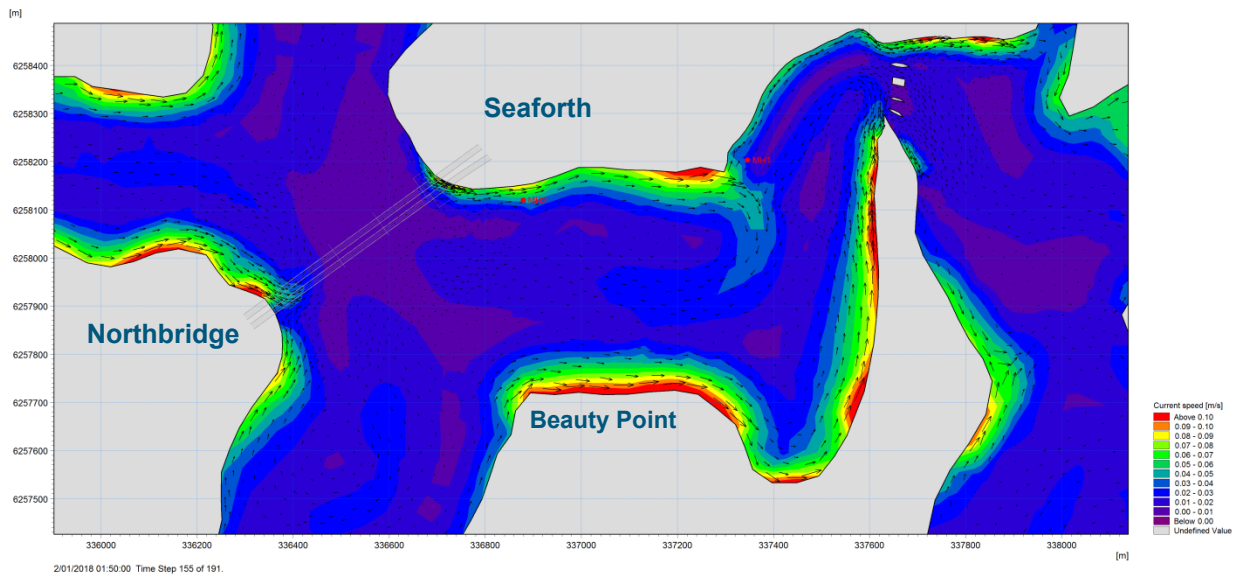 [m]
6258400
6258300
6258200
6258100
6258000
6257900
6257800
6257700
6257600
6257500
Seaforth
Northbridge
Beauty Point
336000
336200
336400
336600
336800
337000
337200
337400
337600
337800
338000
[m]
2/01/2018 01:50:00 Time Step 155 of 191.
Current speed [m/s]
Above 0.10
0.09 - 0.10
0.08 - 0.09
0.07 - 0.08
0.06 - 0.07
0.05 - 0.06
0.04 - 0.05
0.03 - 0.04
0.02 - 0.03
0.01 - 0.02
0.00 - 0.01
Below 0.00
Undefined Value